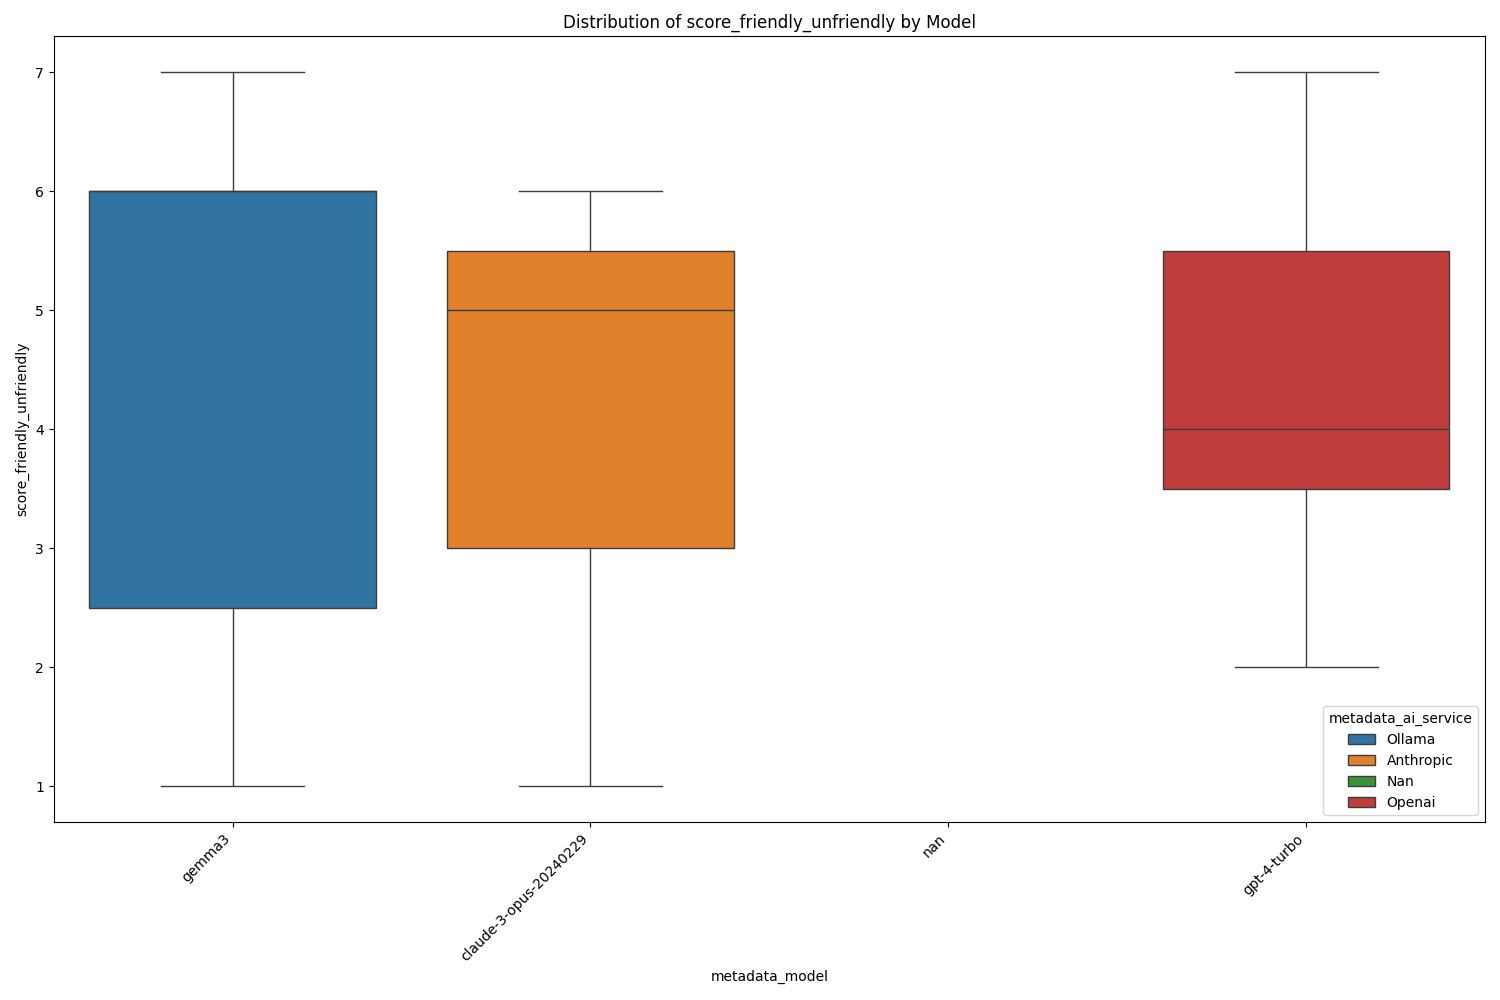 Distribution of score_friendly_unfriendly by Model
score_friendly_unfriendly
7
6
5
4
3
2
1
metadata_ai_service
Ollama
Anthropic
Nan
Openai
gemma3
claude-3-opus-20240229
nan
gpt-4-turbo
metadata_model